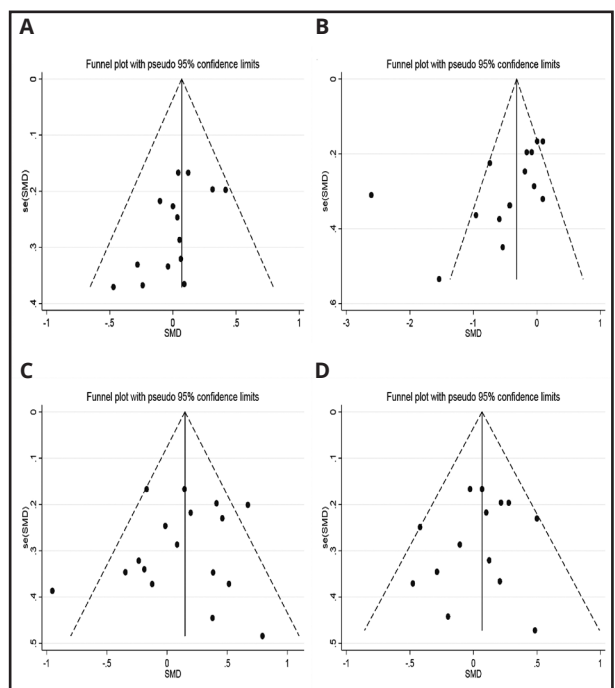 A
Funnel plot with pseudo 95% confidence limits
0
.1
.2
.3
.4
se(SMD)
-1
-.5
0
.5
1
SMD
B
Funnel plot with pseudo 95% confidence limits
0
.2
.4
.6
se(SMD)
-3
-2
-1
0
1
SMD
C
Funnel plot with pseudo 95% confidence limits
0
.1
.2
.3
.4
.5
se(SMD)
-1
-.5
0
.5
1
SMD
D
Funnel plot with pseudo 95% confidence limits
0
.1
.2
.3
.4
.5
se(SMD)
-1
-.5
0
.5
1
SMD